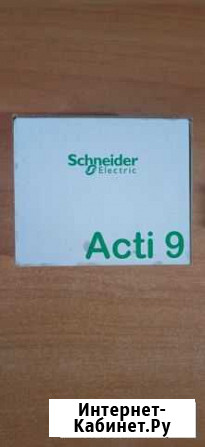 Schneider
Electric
Acti 9
Интернет-
Кабинет.Ру